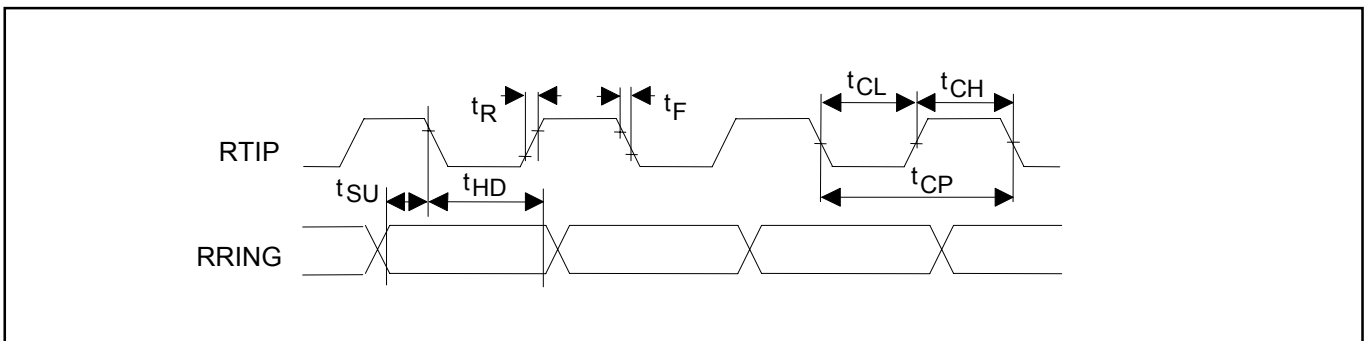 tR
tF
tCL
tCH
RTIP
tSU
tHD
tCP
RRING